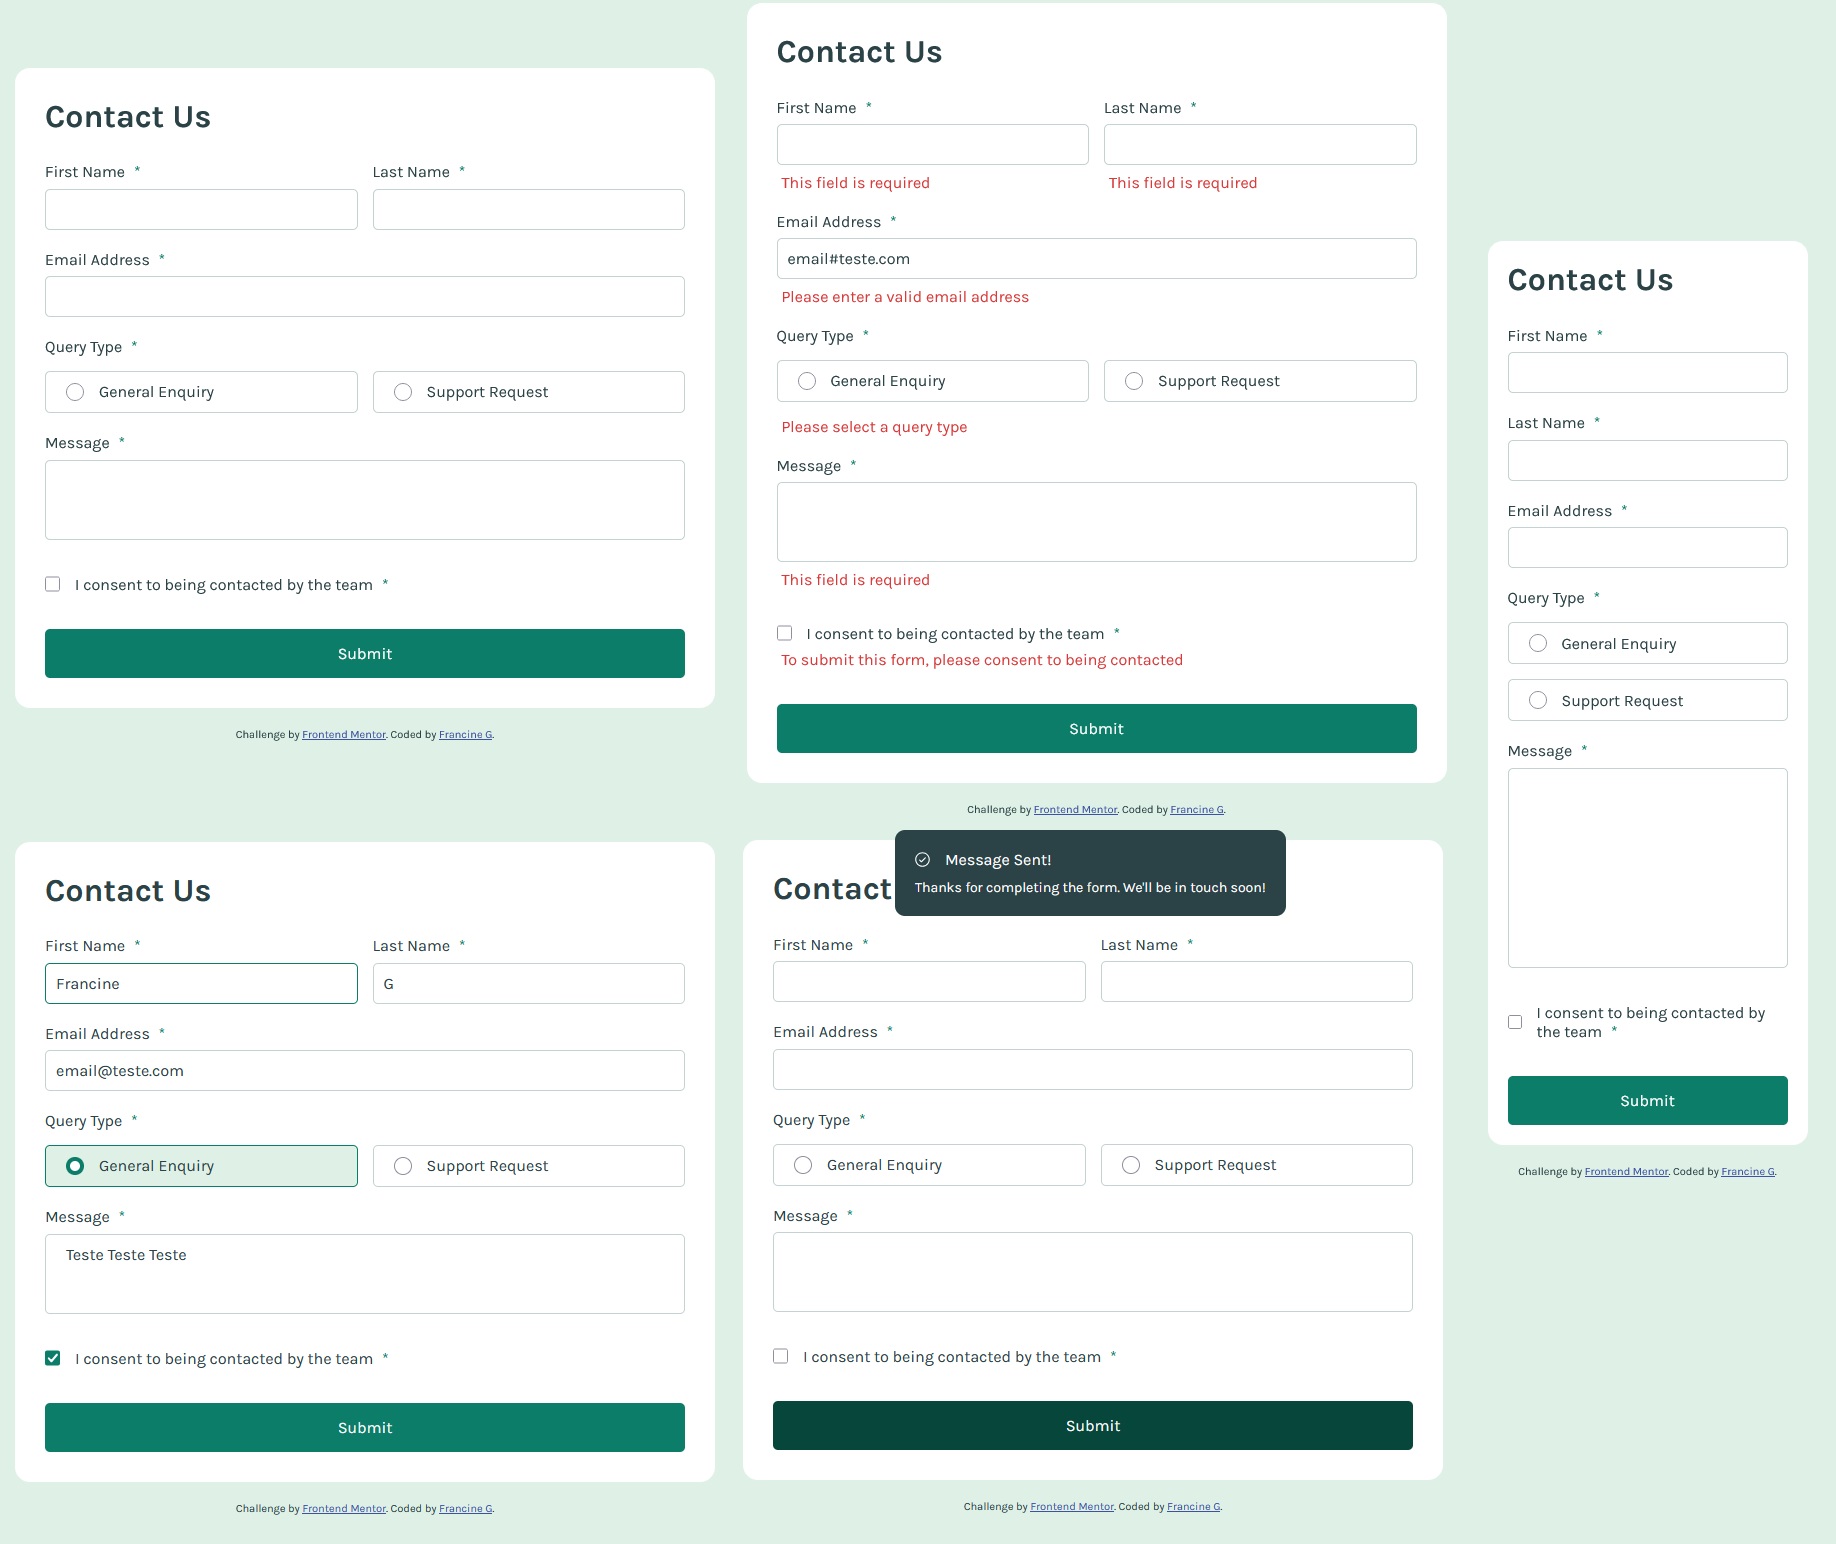 Contact Us
First Name *
Last Name *
Email Address *
Query Type *
General Enquiry
Support Request
Message *
I consent to being contacted by the team *
Submit
Challenge by Frontend Mentor. Coded by Francine G.
Contact Us
First Name *
Last Name *
This field is required
This field is required
Email Address *
email#teste.com
Please enter a valid email address
Query Type *
General Enquiry
Support Request
Please select a query type
Message *
This field is required
I consent to being contacted by the team *
To submit this form, please consent to being contacted
Submit
Challenge by Frontend Mentor. Coded by Francine G.
Contact Us
First Name *
Last Name *
Email Address *
Query Type *
General Enquiry
Support Request
Message *
I consent to being contacted by
the team *
Submit
Challenge by Frontend Mentor. Coded by Francine G.
Contact Us
First Name *
Last Name *
Francine
G
Email Address *
email@teste.com
Query Type *
General Enquiry
Support Request
Message *
Teste Teste Teste
I consent to being contacted by the team *
Submit
Challenge by Frontend Mentor. Coded by Francine G.
Message Sent!
Thanks for completing the form. We'll be in touch soon!
Contact
First Name *
Last Name *
Email Address *
Query Type *
General Enquiry
Support Request
Message *
I consent to being contacted by the team *
Submit
Challenge by Frontend Mentor. Coded by Francine G.